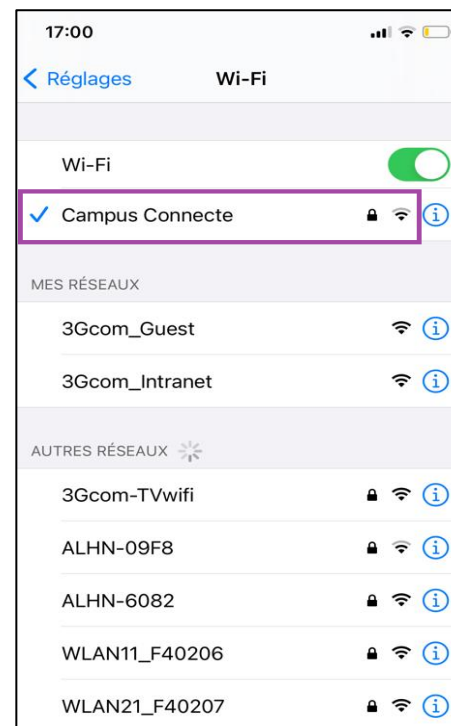 17:00
Réglages Wi-Fi
Wi-Fi
Campus Connecte
MES RÉSEAUX
3Gcom_Guest
3Gcom_Intranet
AUTRES RÉSEAUX
3Gcom-TVwifi
ALHN-09F8
ALHN-6082
WLAN11_F40206
WLAN21_F40207